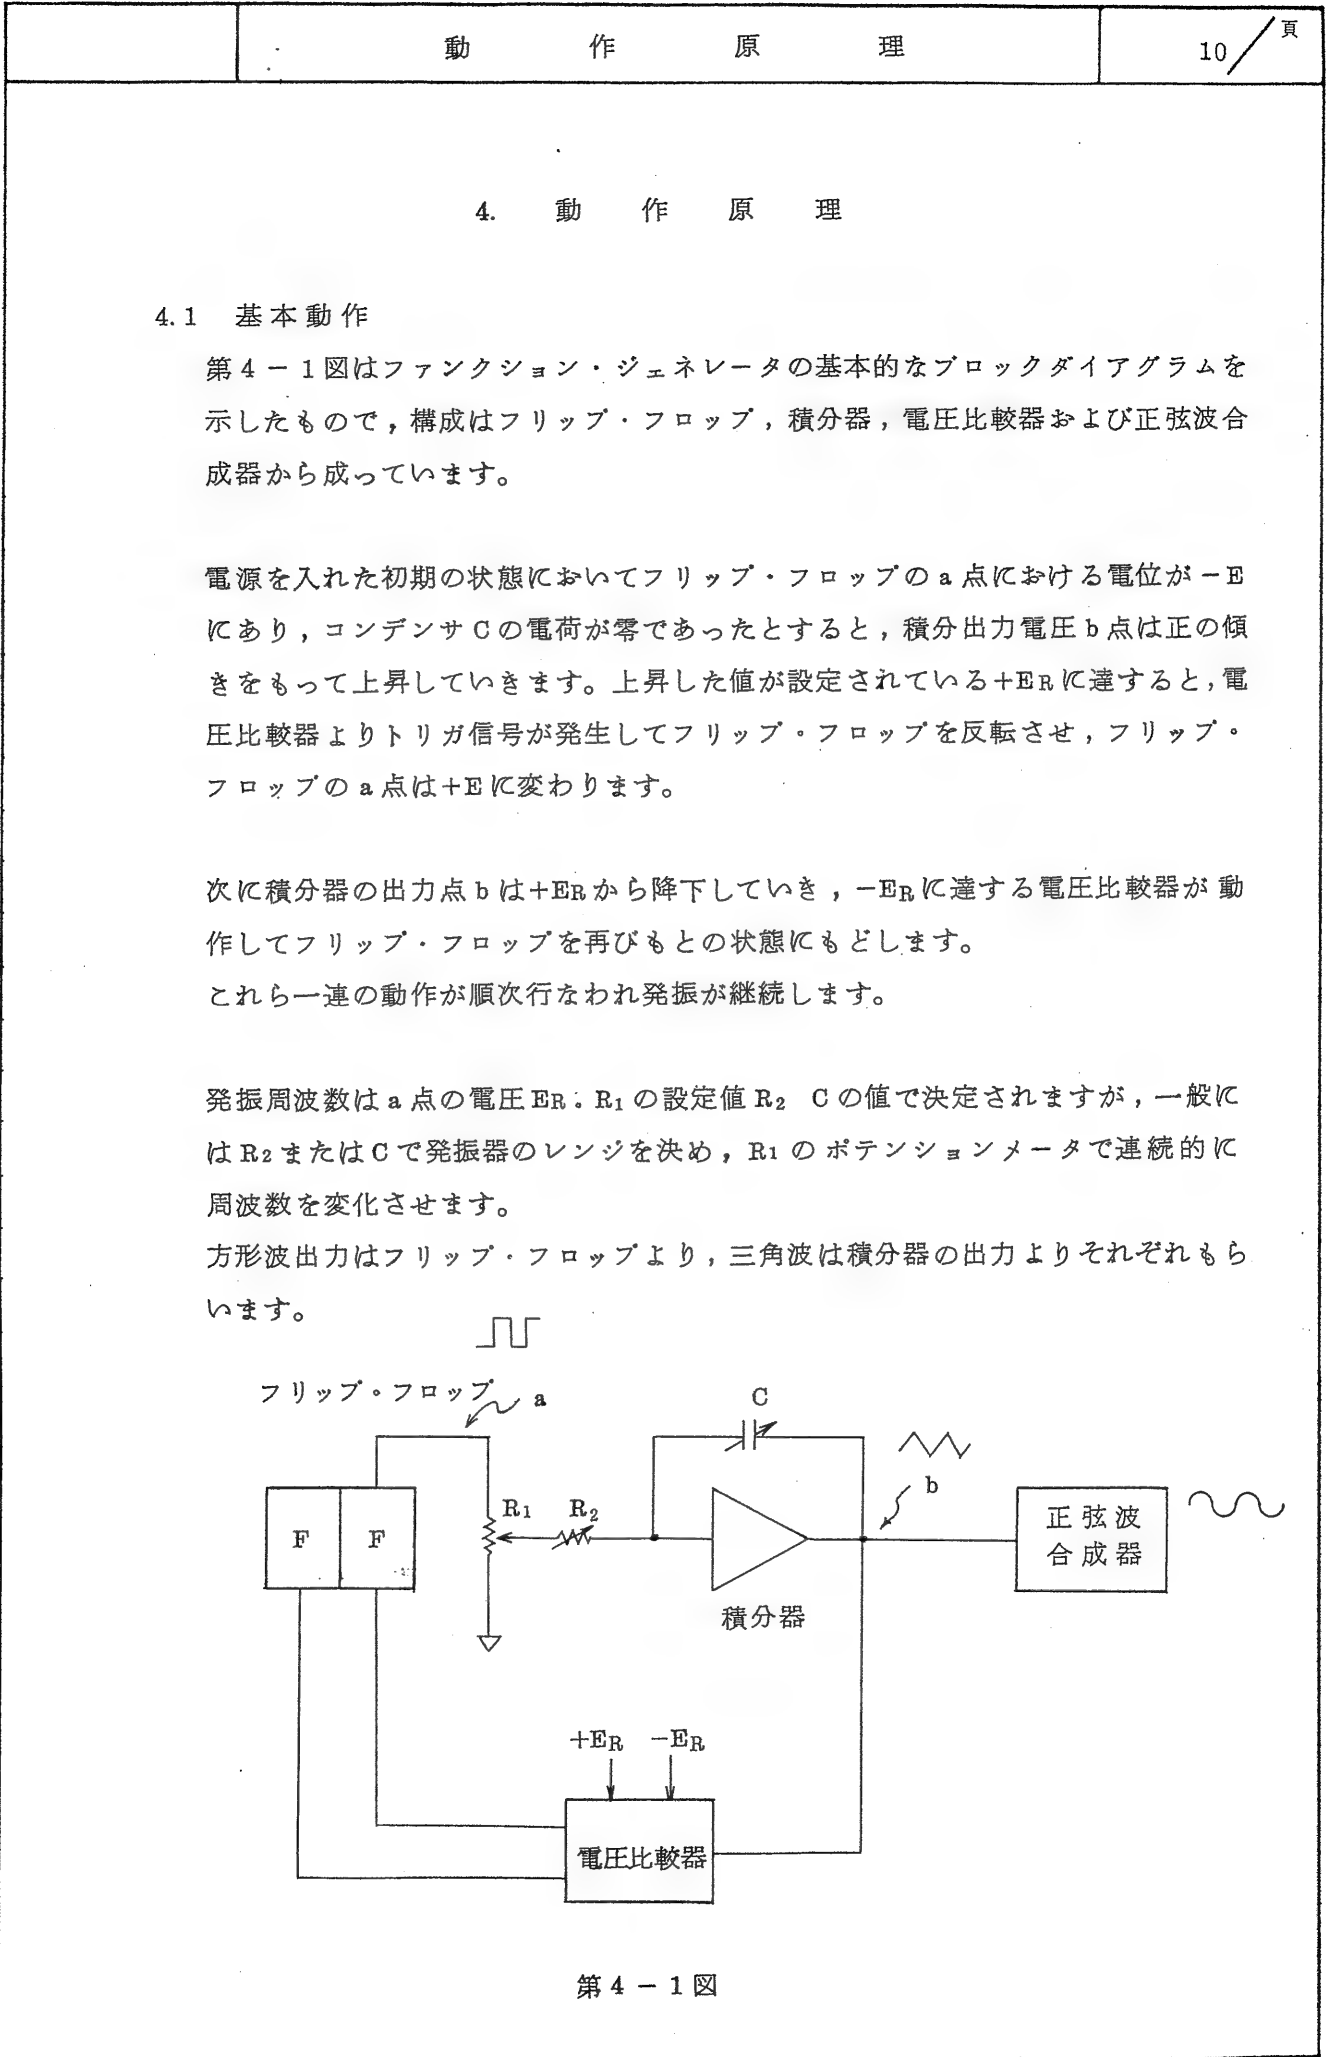 動作原理
10／頁
4. 動作原理
4.1 基本動作
第4－1図はファンクション・ジェネレータの基本的なブロックダイアグラムを
示したもので，構成はフリップ・フロップ，積分器，電圧比較器および正弦波合
成器から成っています。
電源を入れた初期の状態においてフリップ・フロップのa点における電位が－E
にあり，コンデンサCの電荷が零であったとすると，積分出力電圧b点は正の傾
きをもって上昇していきます。上昇した値が設定されている+ERに達すると，電
圧比較器よりトリガ信号が発生してフリップ・フロップを反転させ，フリップ・
フロップのa点は+Eに変わります。
次に積分器の出力点bは+ERから降下していき，－ERに達する電圧比較器が動
作してフリップ・フロップを再びもとの状態にもどします。
これら一連の動作が順次行なわれ発振が継続します。
発振周波数はa点の電圧ER．R1の設定値R2 Cの値で決定されますが，一般に
はR2またはCで発振器のレンジを決め，R1のポテンションメータで連続的に
周波数を変化させます。
方形波出力はフリップ・フロップより，三角波は積分器の出力よりそれぞれもら
います。
フリップ・フロップ
a
C
b
R1
R2
F
F
正弦波
合成器
積分器
+ER
－ER
電圧比較器
第4－1図